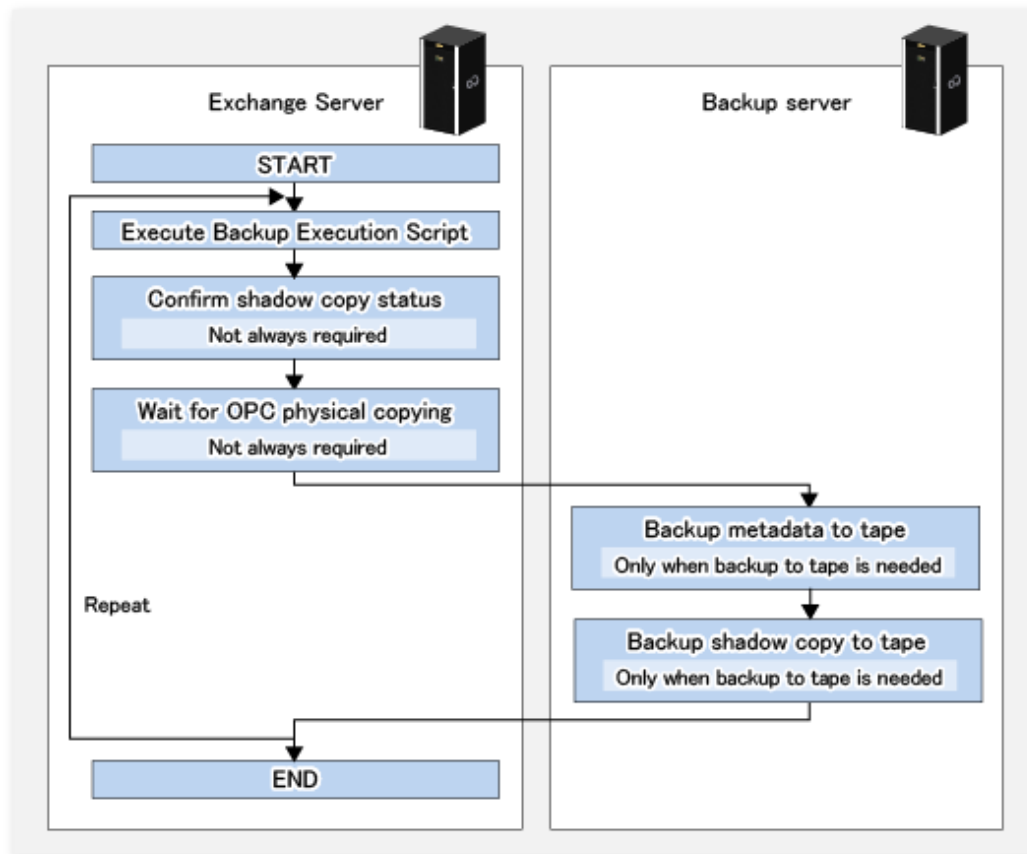 Exchange Server
Backup server
START
Execute Backup Execution Script
Confirm shadow copy status
Not always required
Wait for OPC physical copying
Not always required
Backup metadata to tape
Only when backup to tape is needed
Repeat
Backup shadow copy to tape
Only when backup to tape is needed
END